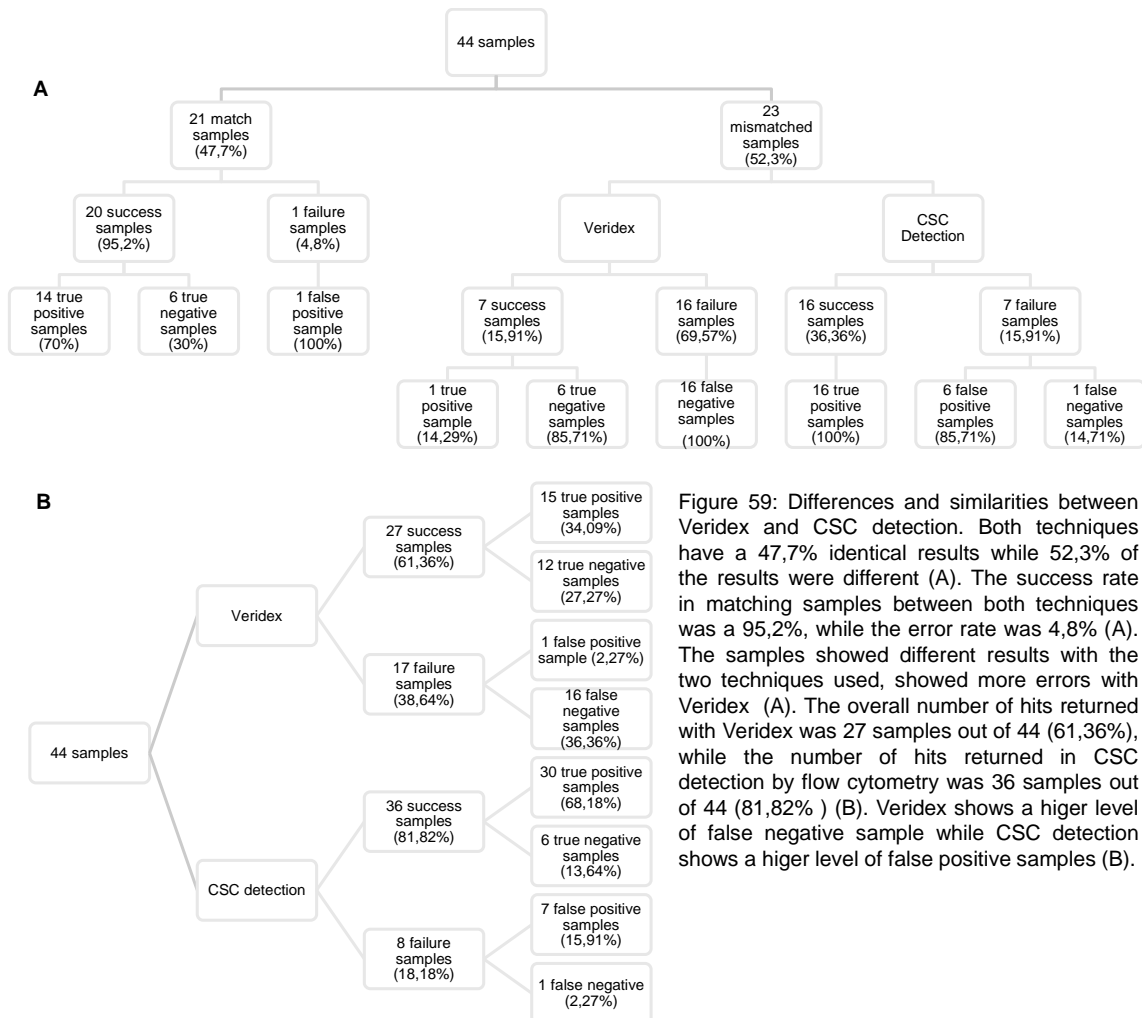 44 samples
A
21 match
samples
(47,7%)
23
mismatched
samples
(52,3%)
20 success
samples
(95,2%)
1 failure
samples
(4,8%)
Veridex
CSC
Detection
14 true
positive
samples
(70%)
6 true
negative
samples
(30%)
1 false
positive
sample
(100%)
7 success
samples
(15,91%)
16 failure
samples
(69,57%)
16 success
samples
(36,36%)
7 failure
samples
(15,91%)
1 true
positive
sample
(14,29%)
6 true
negative
samples
(85,71%)
16 false
negative
samples
(100%)
16 true
positive
samples
(100%)
6 false
positive
samples
(85,71%)
1 false
negative
samples
(14,71%)
B
44 samples
Veridex
27 success
samples
(61,36%)
15 true positive
samples
(34,09%)
12 true negative
samples
(27,27%)
17 failure
samples
(38,64%)
1 false positive
sample (2,27%)
16 false
negative
samples
(36,36%)
CSC detection
36 success
samples
(81,82%)
30 true positive
samples
(68,18%)
6 true negative
samples
(13,64%)
8 failure
samples
(18,18%)
7 false positive
samples
(15,91%)
1 false negative
(2,27%)
Figure 59: Differences and similarities between
Veridex and CSC detection. Both techniques
have a 47,7% identical results while 52,3% of
the results were different (A). The success rate
in matching samples between both techniques
was a 95,2%, while the error rate was 4,8% (A).
The samples showed different results with the
two techniques used, showed more errors with
Veridex (A). The overall number of hits returned
with Veridex was 27 samples out of 44 (61,36%),
while the number of hits returned in CSC
detection by flow cytometry was 36 samples out
of 44 (81,82% ) (B). Veridex shows a higer level
of false negative sample while CSC detection
shows a higer level of false positive samples (B).